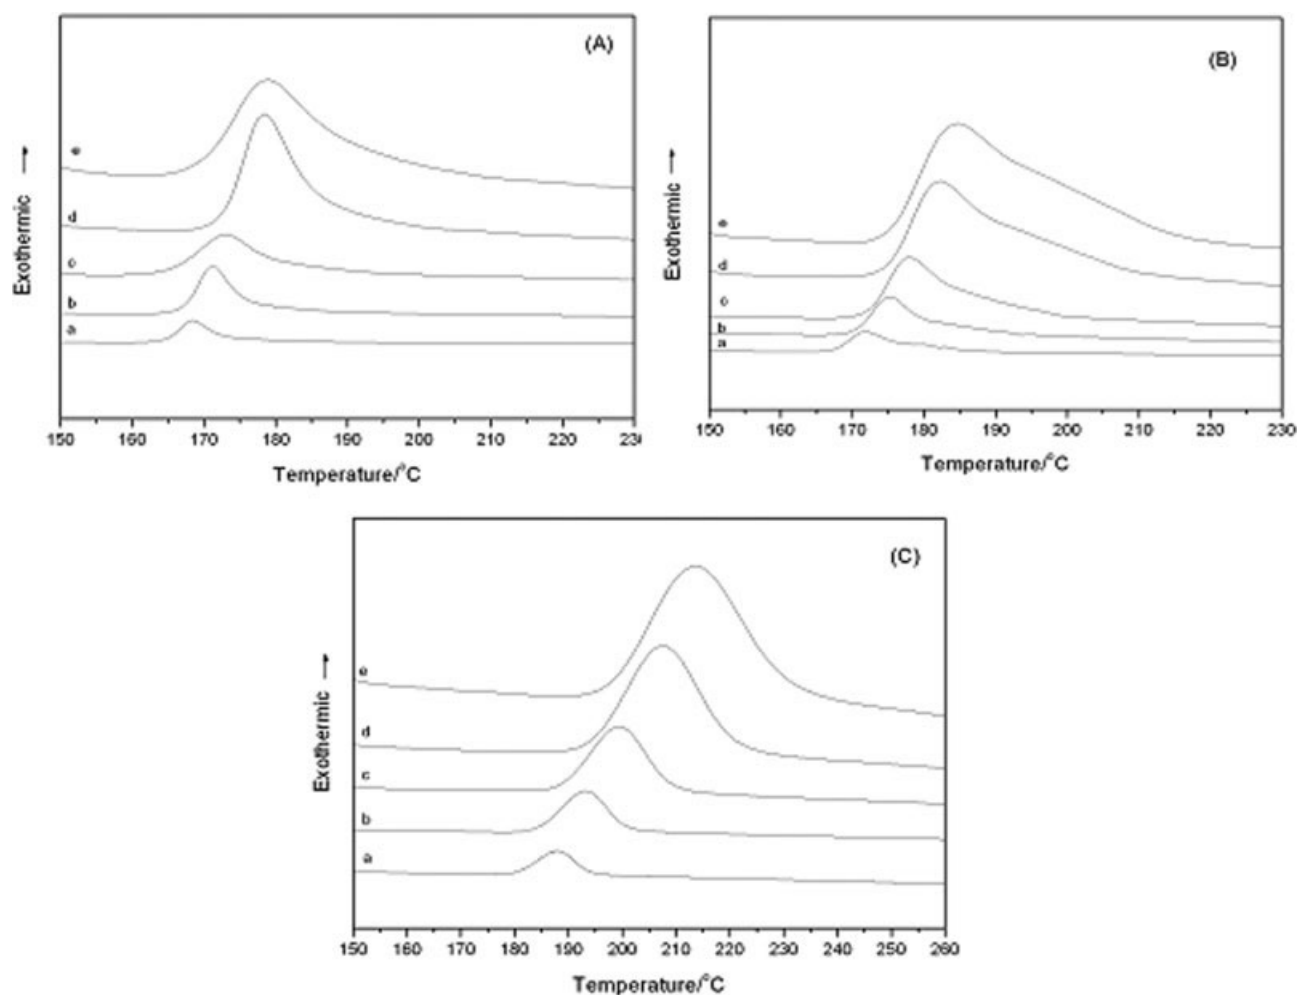 (A)
Exothermic →
e
d
c
b
a
150 160 170 180 190 200 210 220 23
Temperature/°C
(B)
Exothermic →
e
d
c
b
a
150 160 170 180 190 200 210 220 230
Temperature/°C
(C)
Exothermic →
e
d
c
b
a
150 160 170 180 190 200 210 220 230 240 250 260
Temperature/°C